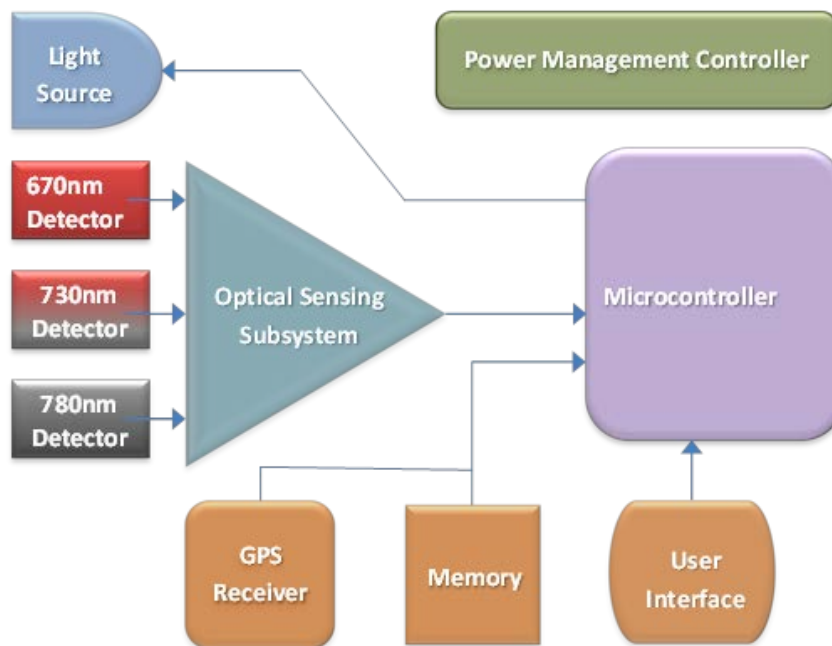 Light
Source
Power Management Controller
670nm
Detector
730nm
Detector
780nm
Detector
Optical Sensing
Subsystem
Microcontroller
GPS
Receiver
Memory
User
Interface